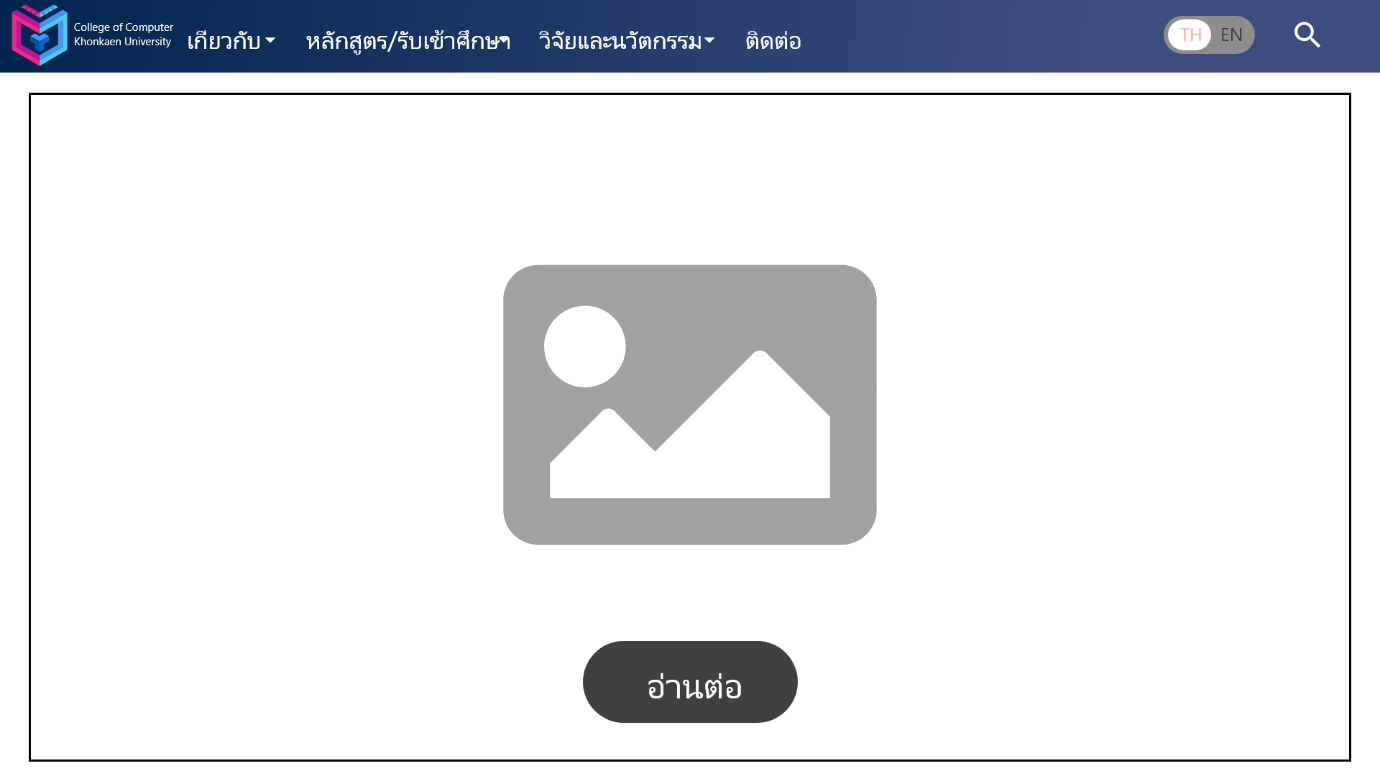 College of Computer
Khonkaen University
เกี่ยวกับ
หลักสูตร/รับเข้าศึกษา
วิจัยและนวัตกรรม
ติดต่อ
TH
EN
อ่านต่อ